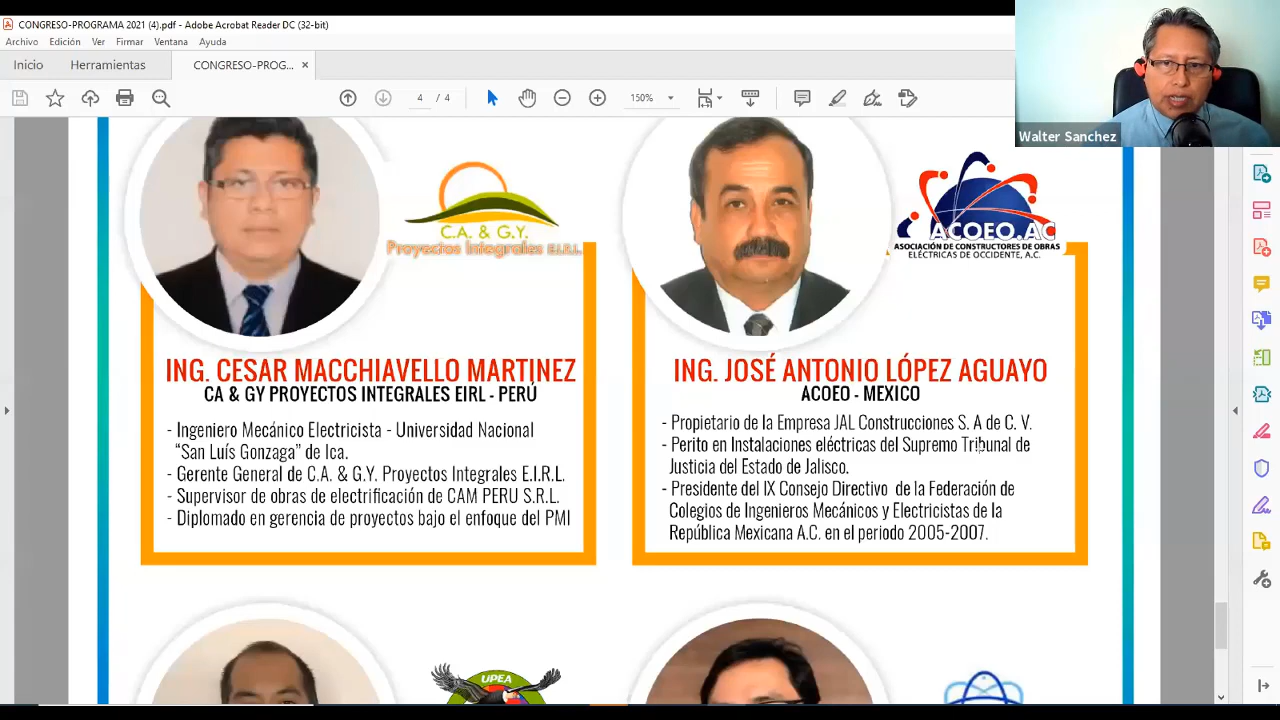 CONGRESO-PROGRAMA 2021 (4).pdf - Adobe Acrobat Reader DC (32-bit)
Archivo Edición Ver Firmar Ventana Ayuda
Inicio Herramientas CONGRESO-PROG... ×
4 / 4 150%
Walter Sanchez
C.A. & G.Y.
Proyectos Integrales E.I.R.L.
ACOEO.AC
ASOCIACIÓN DE CONSTRUCTORES DE OBRAS
ELÉCTRICAS DE OCCIDENTE, A.C.
ING. CESAR MACCHIAVELLO MARTINEZ
CA & GY PROYECTOS INTEGRALES EIRL - PERÚ
- Ingeniero Mecánico Electricista - Universidad Nacional
“San Luís Gonzaga” de Ica.
- Gerente General de C.A. & G.Y. Proyectos Integrales E.I.R.L.
- Supervisor de obras de electrificación de CAM PERU S.R.L.
- Diplomado en gerencia de proyectos bajo el enfoque del PMI
ING. JOSÉ ANTONIO LÓPEZ AGUAYO
ACOEO - MEXICO
- Propietario de la Empresa JAL Construcciones S. A de C. V.
- Perito en Instalaciones eléctricas del Supremo Tribunal de
Justicia del Estado de Jalisco.
- Presidente del IX Consejo Directivo de la Federación de
Colegios de Ingenieros Mecánicos y Electricistas de la
República Mexicana A.C. en el periodo 2005-2007.
UPEA